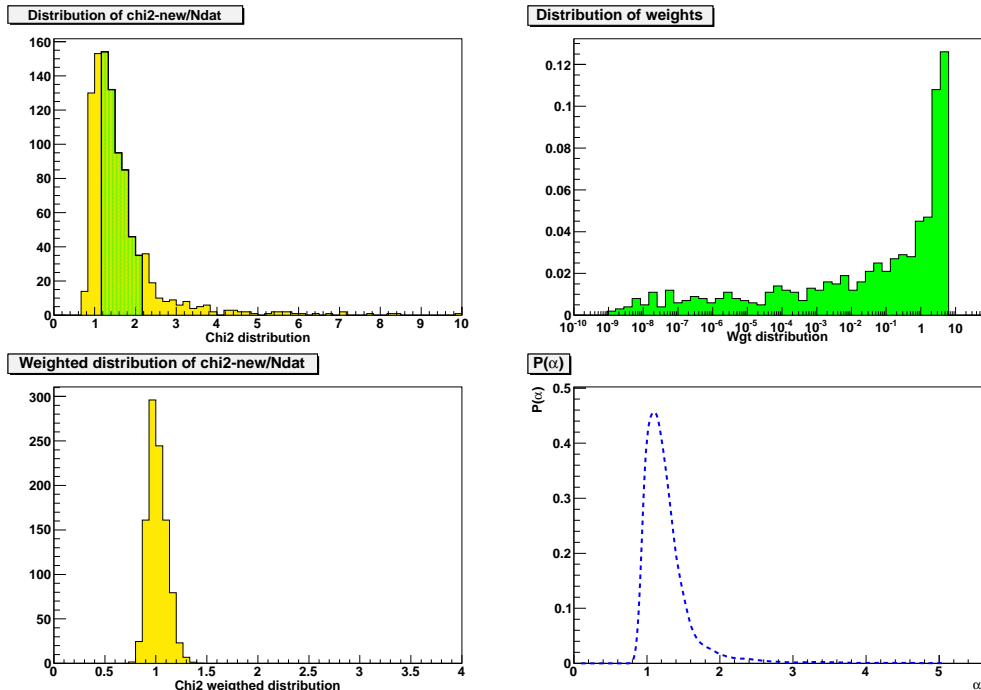 Distribution of chi2-new/Ndat
160
140
120
100
80
60
40
20
0
0 1 2 3 4 5 6 7 8 9 10
Chi2 distribution
Distribution of weights
0.12
0.1
0.08
0.06
0.04
0.02
0
10^-10 10^-9 10^-8 10^-7 10^-6 10^-5 10^-4 10^-3 10^-2 10^-1 1 10
Wgt distribution
Weighted distribution of chi2-new/Ndat
300
250
200
150
100
50
0
0 0.5 1 1.5 2 2.5 3 3.5 4
Chi2 weigthed distribution
P(α)
P(α)
0.5
0.4
0.3
0.2
0.1
0
0 1 2 3 4 5
α